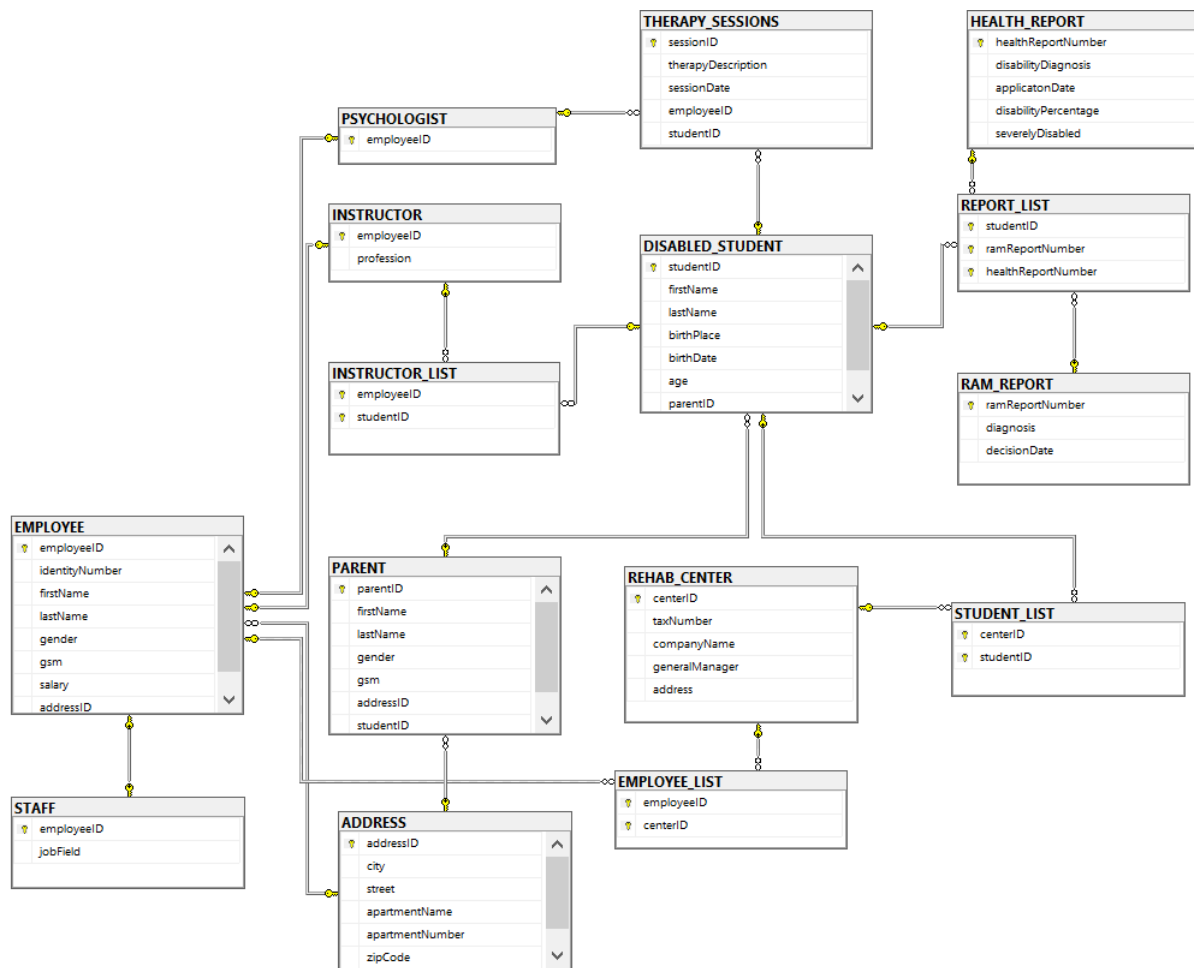 THERAPY_SESSIONS
sessionID
therapyDescription
sessionDate
employeeID
studentID
HEALTH_REPORT
healthReportNumber
disabilityDiagnosis
applicatonDate
disabilityPercentage
severelyDisabled
PSYCHOLOGIST
employeeID
INSTRUCTOR
employeeID
profession
REPORT_LIST
studentID
ramReportNumber
healthReportNumber
DISABLED_STUDENT
studentID
firstName
lastName
birthPlace
birthDate
age
parentID
INSTRUCTOR_LIST
employeeID
studentID
RAM_REPORT
ramReportNumber
diagnosis
decisionDate
EMPLOYEE
employeeID
identityNumber
firstName
lastName
gender
gsm
salary
addressID
PARENT
parentID
firstName
lastName
gender
gsm
addressID
studentID
REHAB_CENTER
centerID
taxNumber
companyName
generalManager
address
STUDENT_LIST
centerID
studentID
STAFF
employeeID
jobField
EMPLOYEE_LIST
employeeID
centerID
ADDRESS
addressID
city
street
apartmentName
apartmentNumber
zipCode